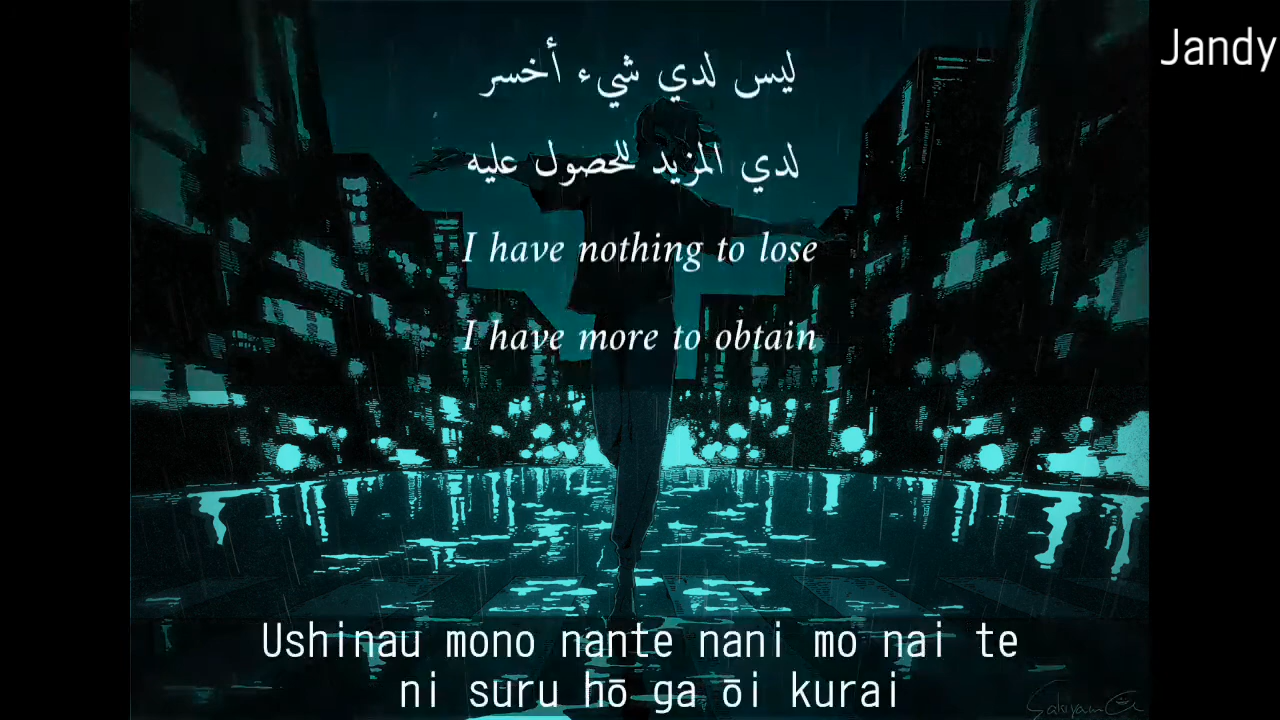 Jandy
ليس لدي شيء أخسر
لدي المزيد للحصول عليه
I have nothing to lose
I have more to obtain
Ushinau mono nante nani mo nai te
ni suru hō ga ōi kurai